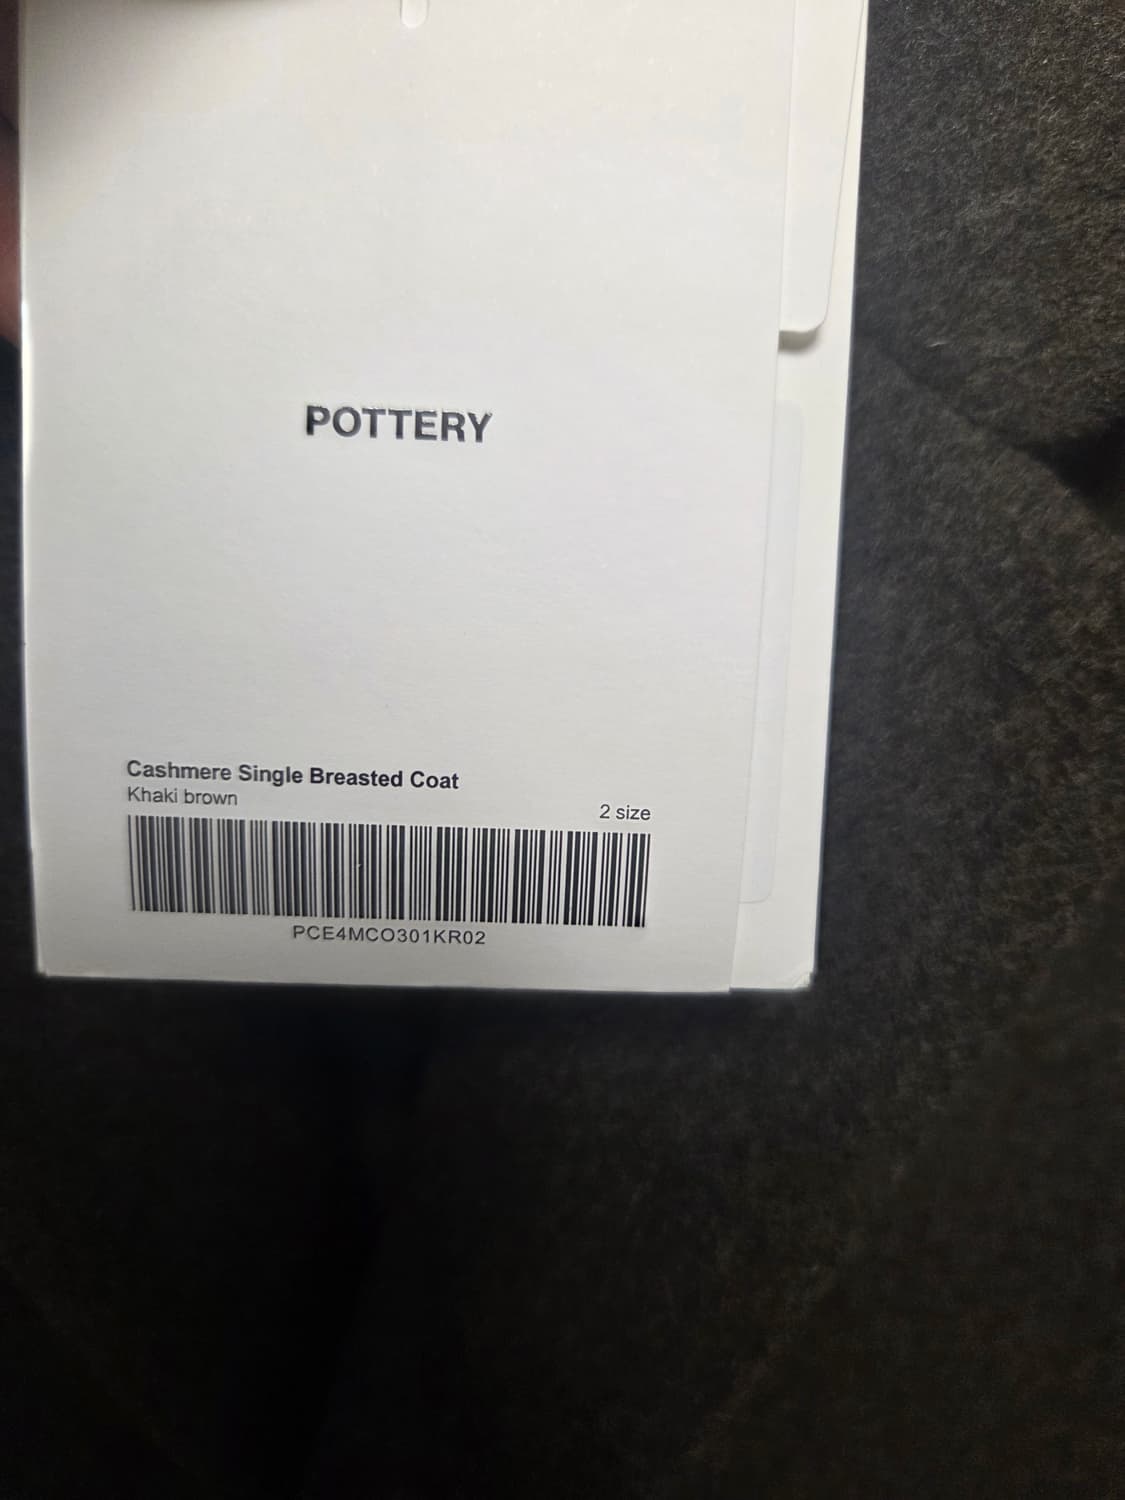 POTTERY
Cashmere Single Breasted Coat
Khaki brown
2 size
PCE4MCO301KR02